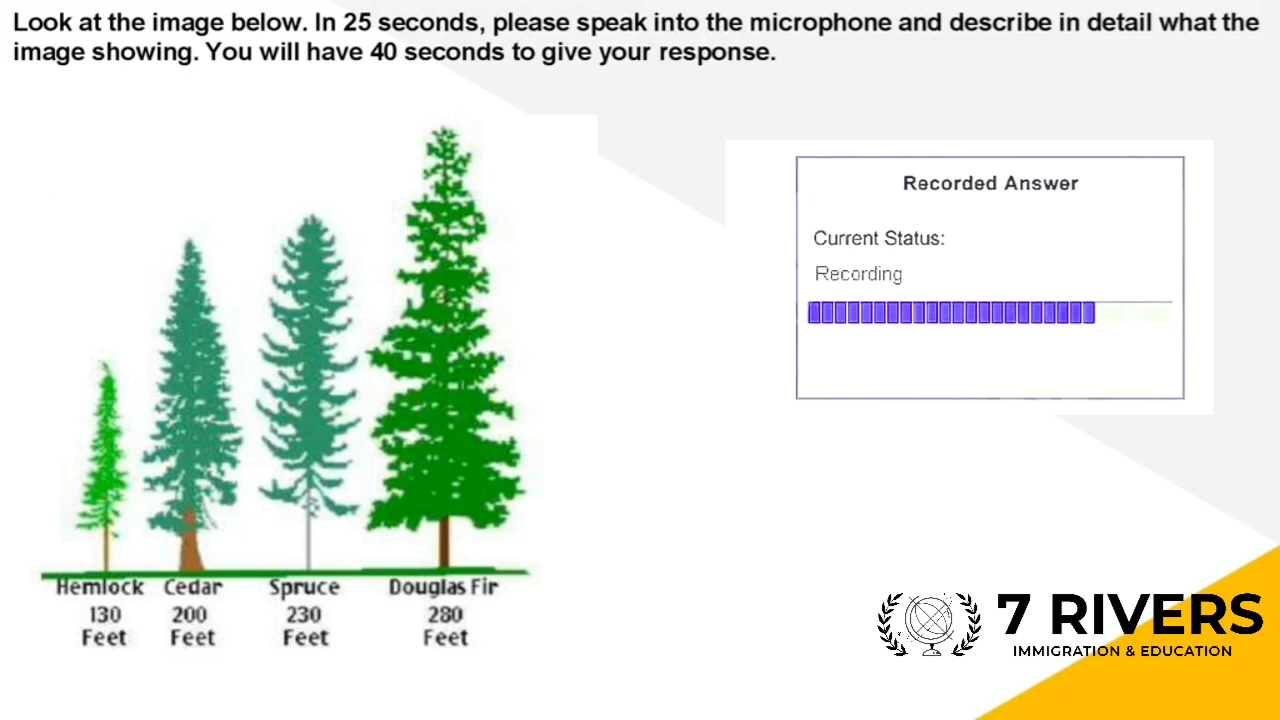 Look at the image below. In 25 seconds, please speak into the microphone and describe in detail what the
image showing. You will have 40 seconds to give your response.
Hemlock Cedar Spruce Douglas Fir
130 200 230 280
Feet Feet Feet Feet
Recorded Answer
Current Status:
Recording
7 RIVERS
IMMIGRATION & EDUCATION